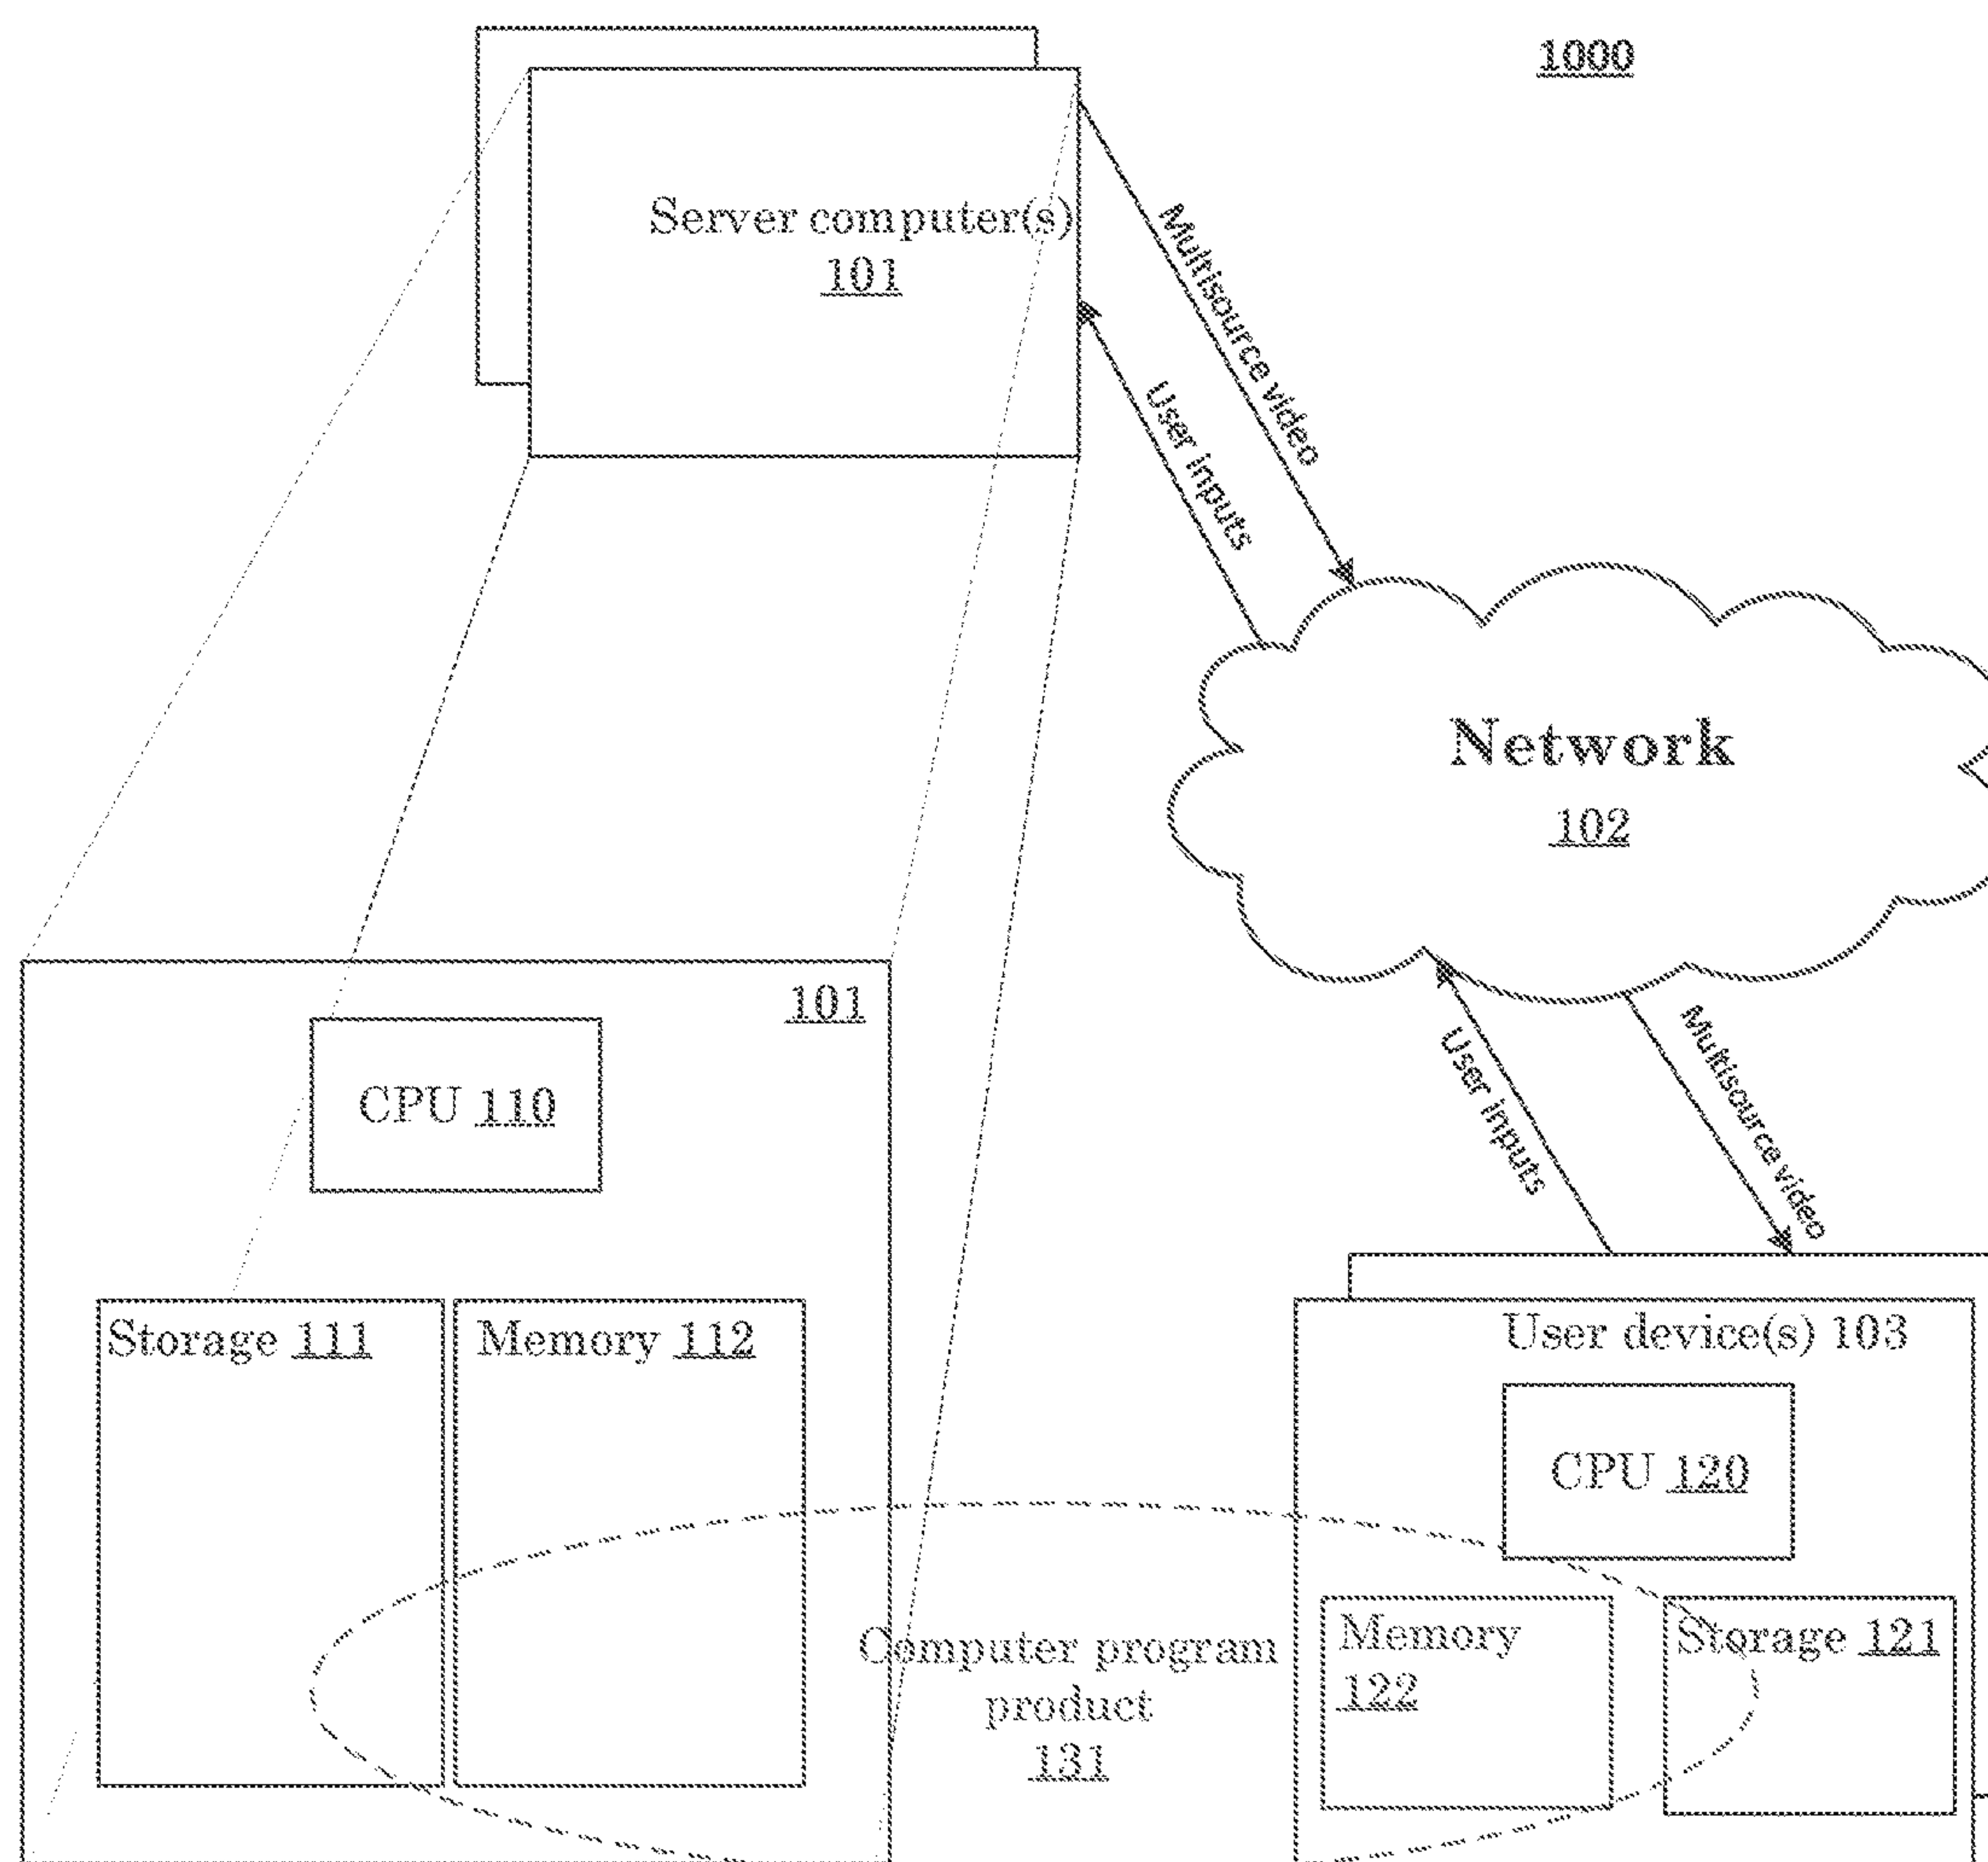 1000
Server computer(s)
101
Multisource video
User inputs
Network
102
101
CPU 110
User inputs
Multisource video
Storage 111
Memory 112
User device(s) 103
CPU 120
Memory
122
Storage 121
Computer program
product
131